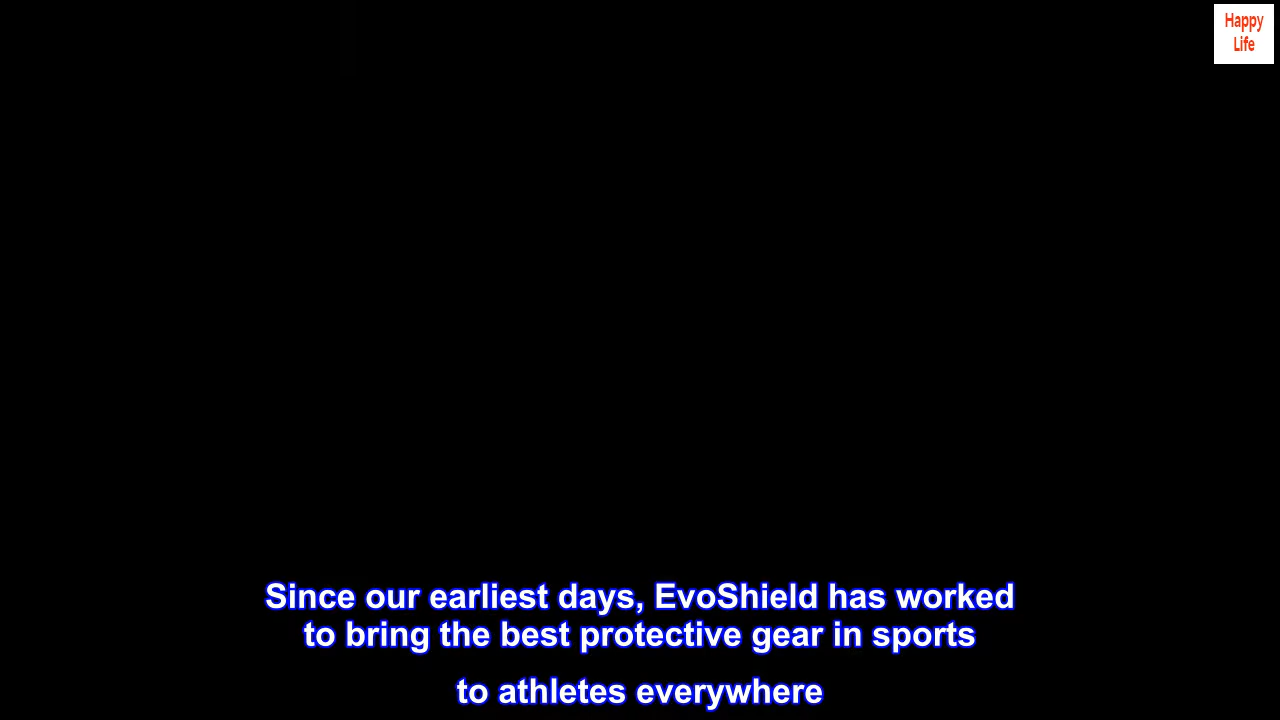 Happy
Life
Since our earliest days, EvoShield has worked
to bring the best protective gear in sports
to athletes everywhere